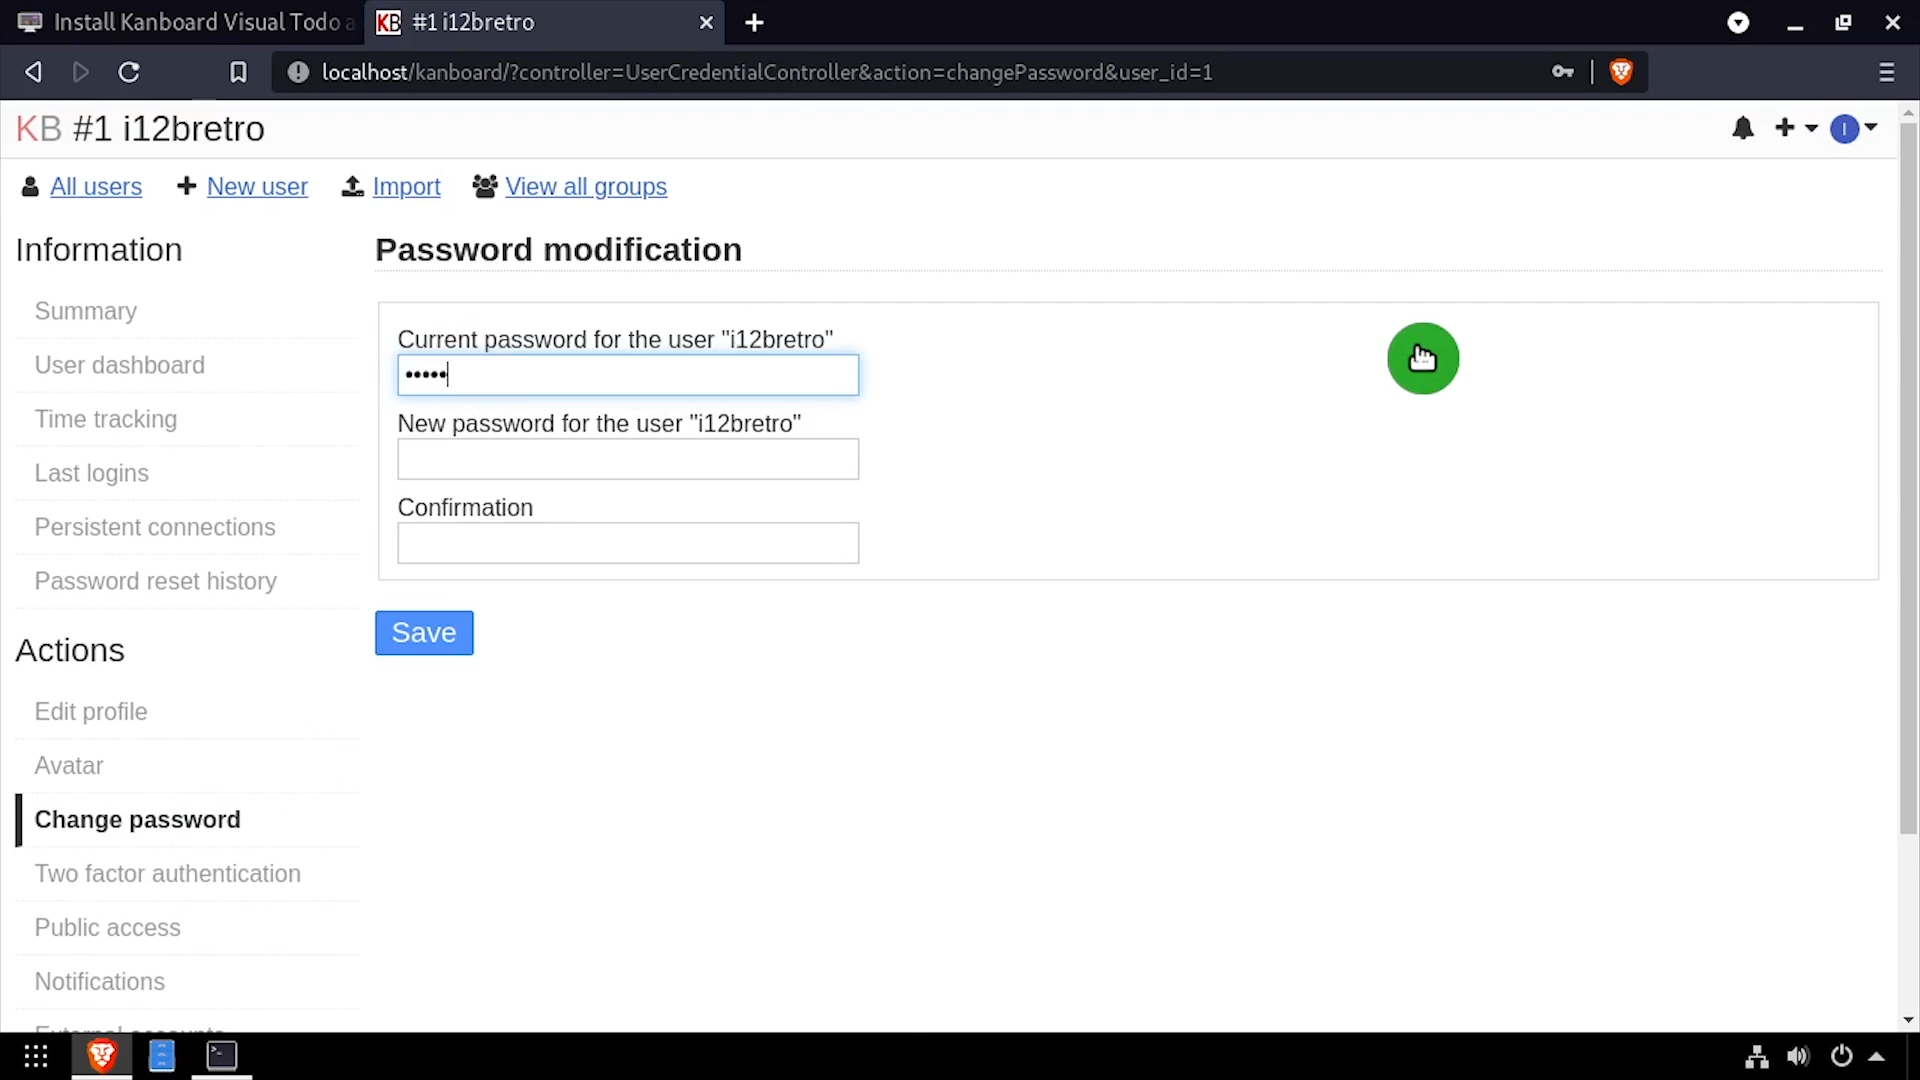 Install Kanboard Visual Todo a
KB #1 i12bretro
localhost/kanboard/?controller=UserCredentialController&action=changePassword&user_id=1
KB #1 i12bretro
I
All users New user Import View all groups
Information
Summary
User dashboard
Time tracking
Last logins
Persistent connections
Password reset history
Actions
Edit profile
Avatar
Change password
Two factor authentication
Public access
Notifications
External accounts
Password modification
Current password for the user "i12bretro"
•••••
New password for the user "i12bretro"
Confirmation
Save